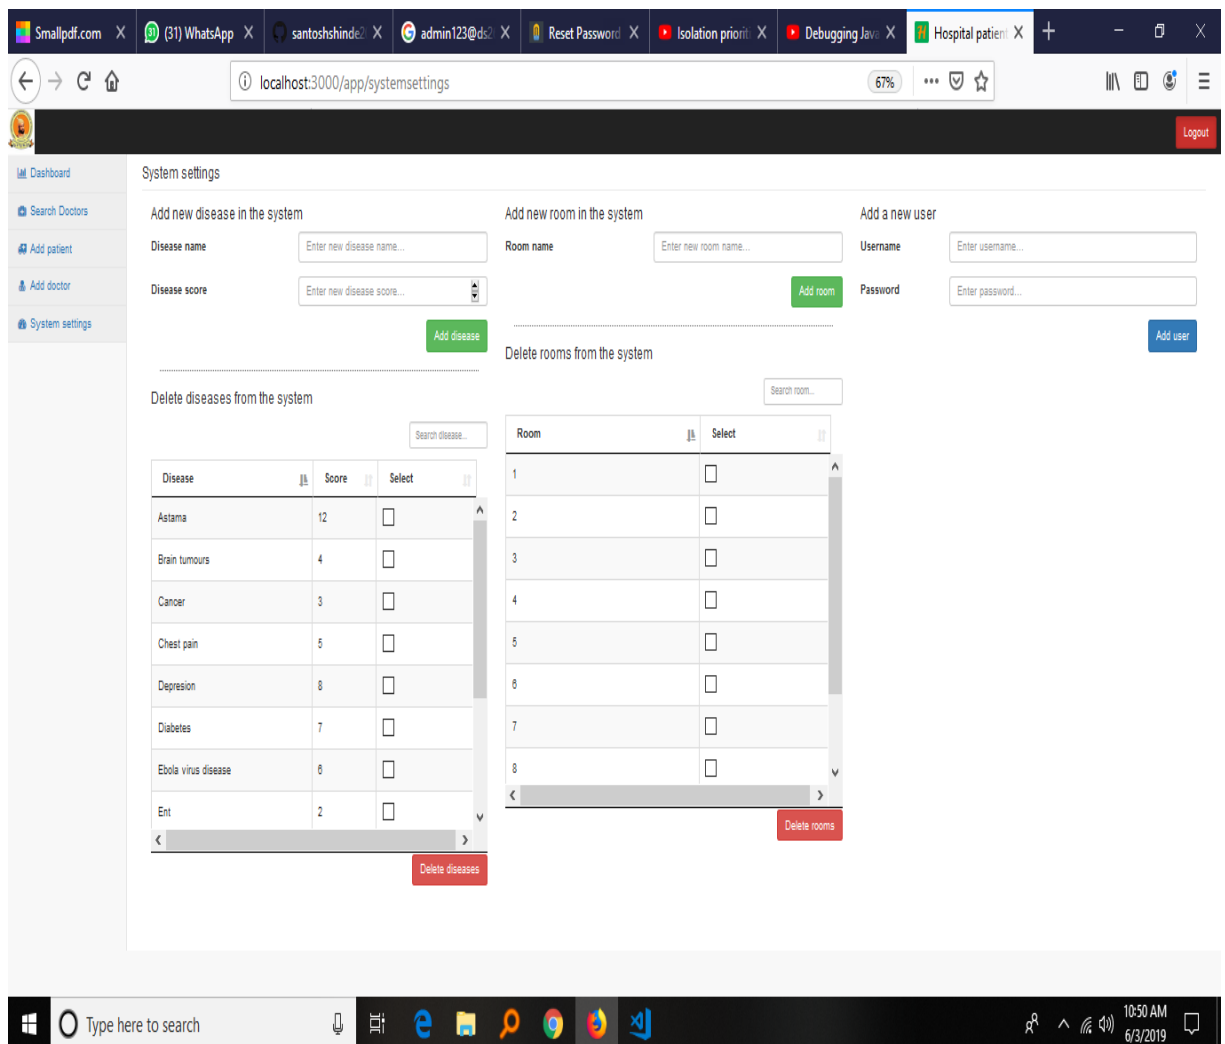 Smallpdf.com
(31) WhatsApp
santoshshinde2
admin123@ds2
Reset Password
Isolation prioriti
Debugging Java
Hospital patient
localhost:3000/app/systemsettings
67%
Logout
Dashboard
Search Doctors
Add patient
Add doctor
System settings
System settings
Add new disease in the system
Disease name
Enter new disease name...
Disease score
Enter new disease score...
Add disease
Delete diseases from the system
Search disease...
Disease Score Select
Astama 12
Brain tumours 4
Cancer 3
Chest pain 5
Depresion 8
Diabetes 7
Ebola virus disease 6
Ent 2
Delete diseases
Add new room in the system
Room name
Enter new room name...
Add room
Delete rooms from the system
Search room...
Room Select
1
2
3
4
5
6
7
8
Delete rooms
Add a new user
Username
Enter username...
Password
Enter password...
Add user
Type here to search
10:50 AM
6/3/2019